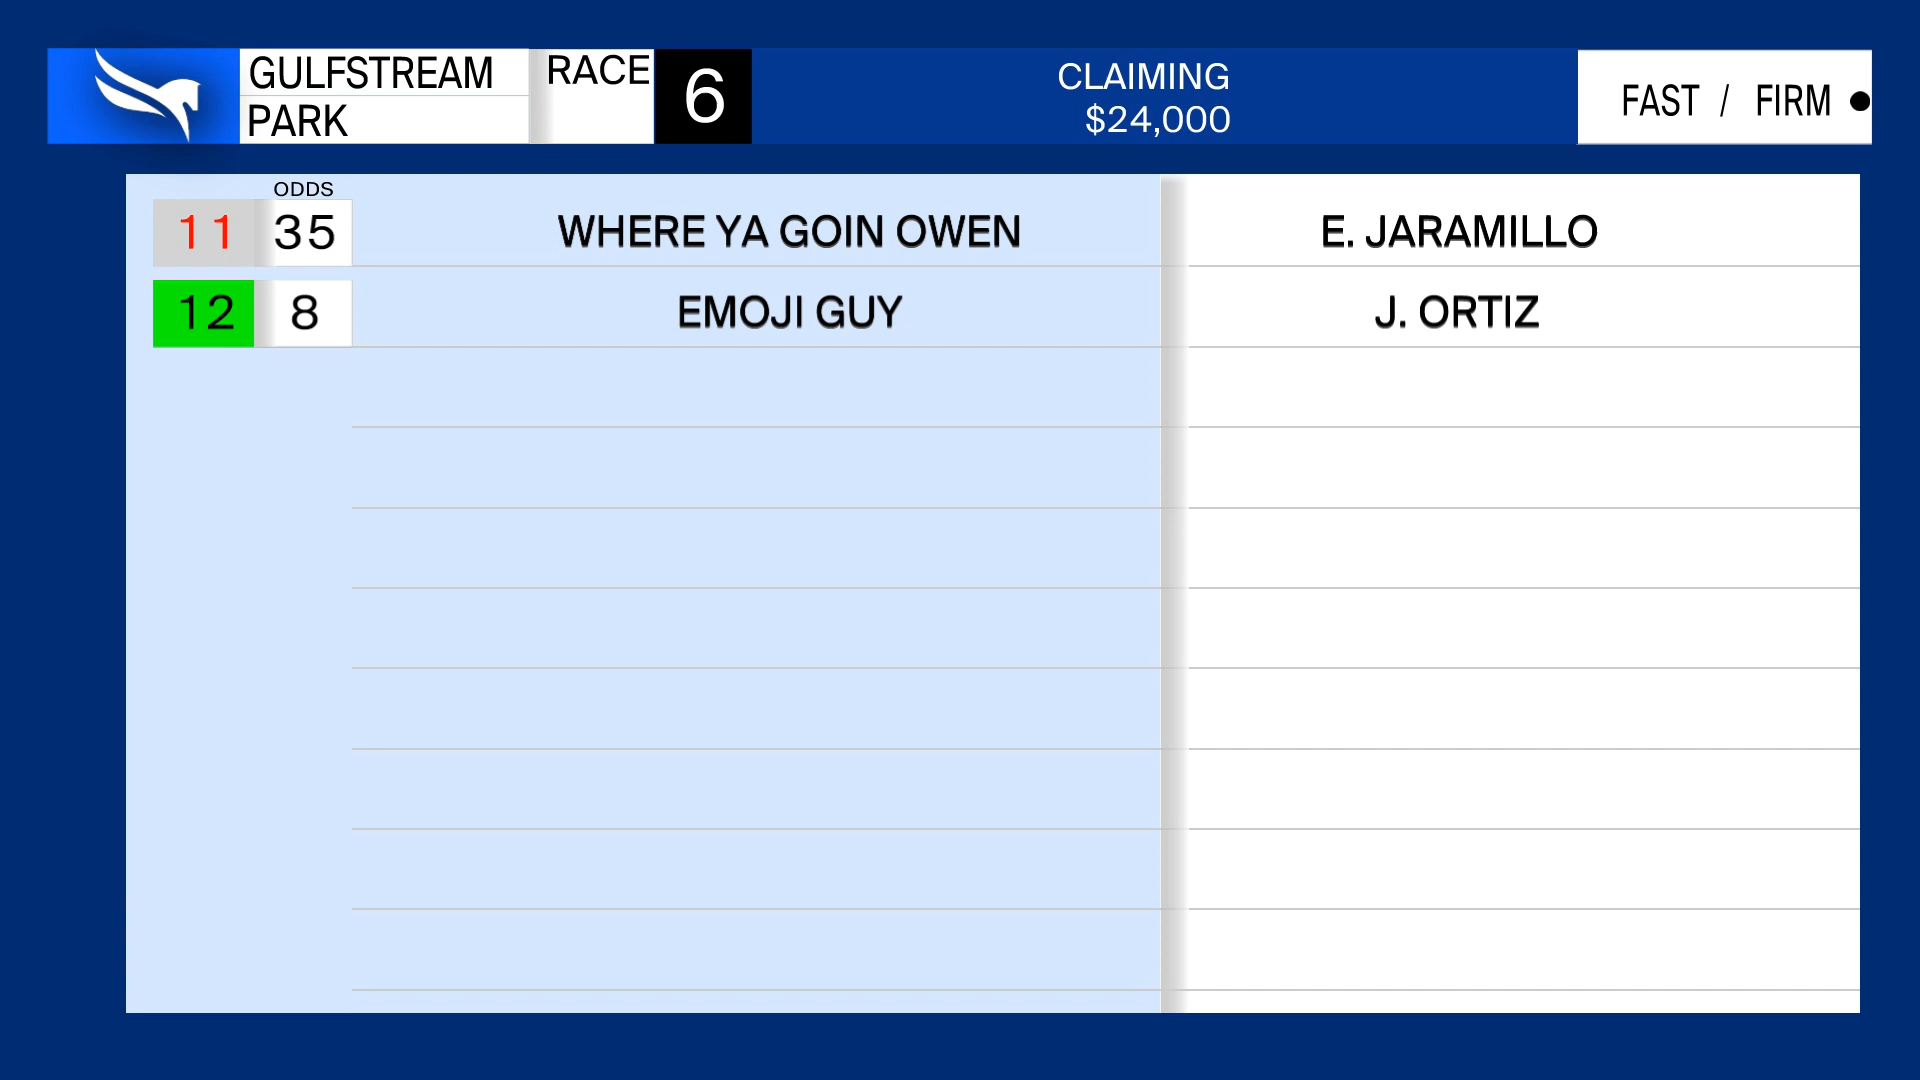 GULFSTREAM
PARK
RACE
6
CLAIMING
$24,000
FAST / FIRM
ODDS
11 35 WHERE YA GOIN OWEN E. JARAMILLO
12 8 EMOJI GUY J. ORTIZ